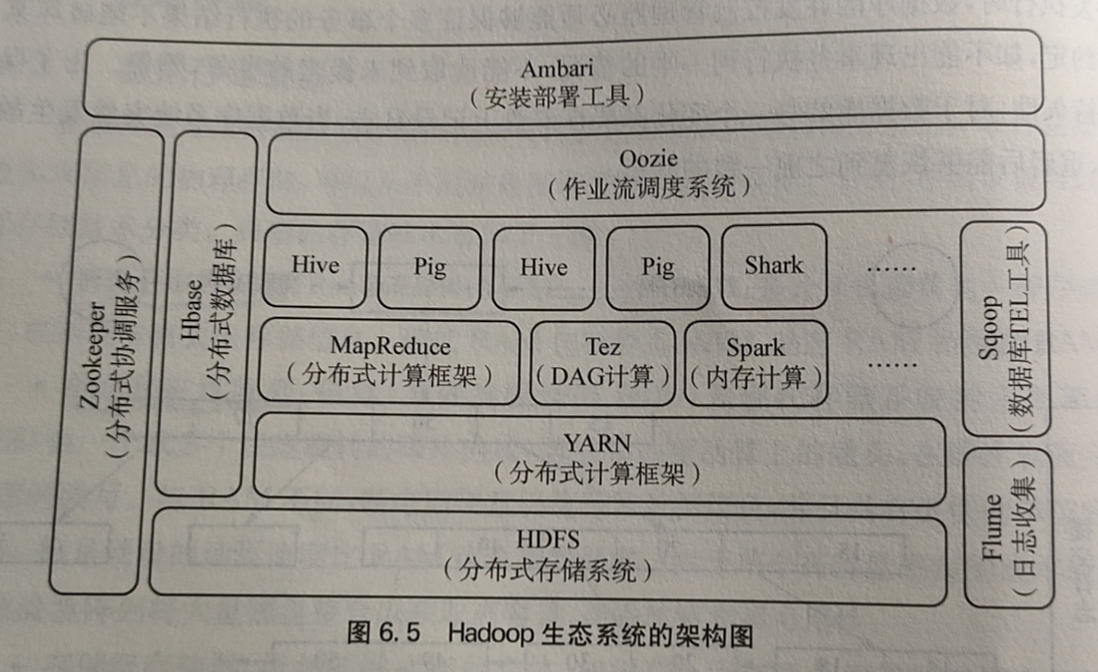 Ambari
（安装部署工具）
Oozie
（作业流调度系统）
Zookeeper
（分布式协调服务）
Hbase
（分布式数据库）
Hive
Pig
Hive
Pig
Shark
……
Sqoop
（数据库TEL工具）
MapReduce
（分布式计算框架）
Tez
（DAG计算）
Spark
（内存计算）
……
YARN
（分布式计算框架）
Flume
（日志收集）
HDFS
（分布式存储系统）
图 6.5 Hadoop 生态系统的架构图